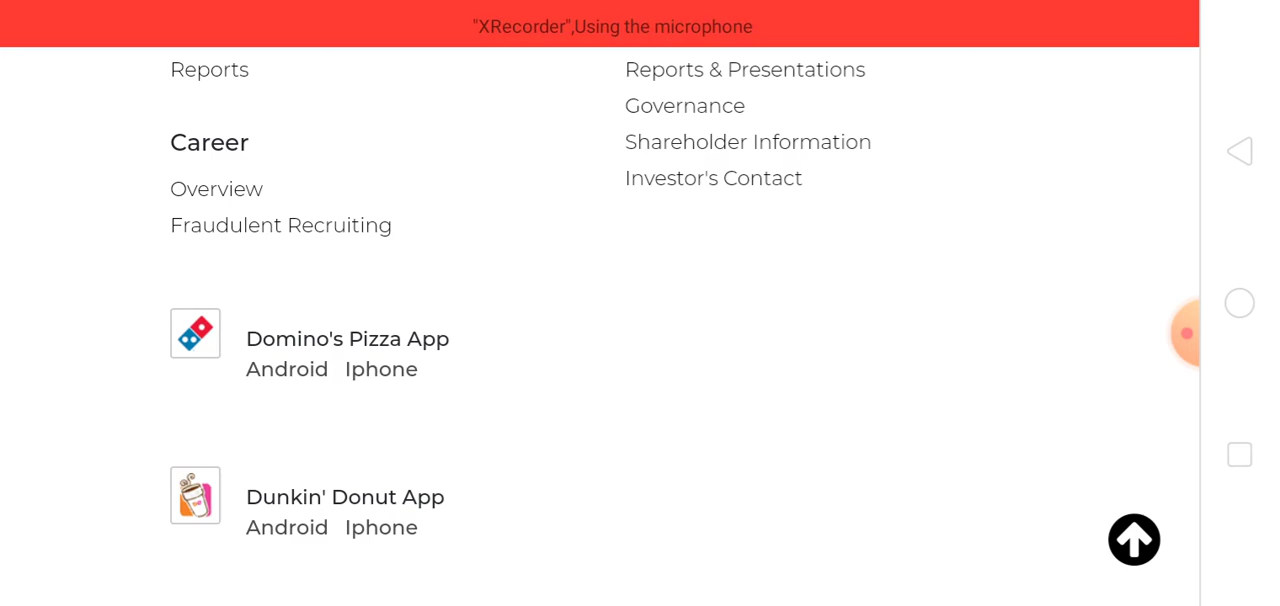 "XRecorder",Using the microphone
Reports
Career
Overview
Fraudulent Recruiting
Reports & Presentations
Governance
Shareholder Information
Investor's Contact
Domino's Pizza App
Android Iphone
Dunkin' Donut App
Android Iphone